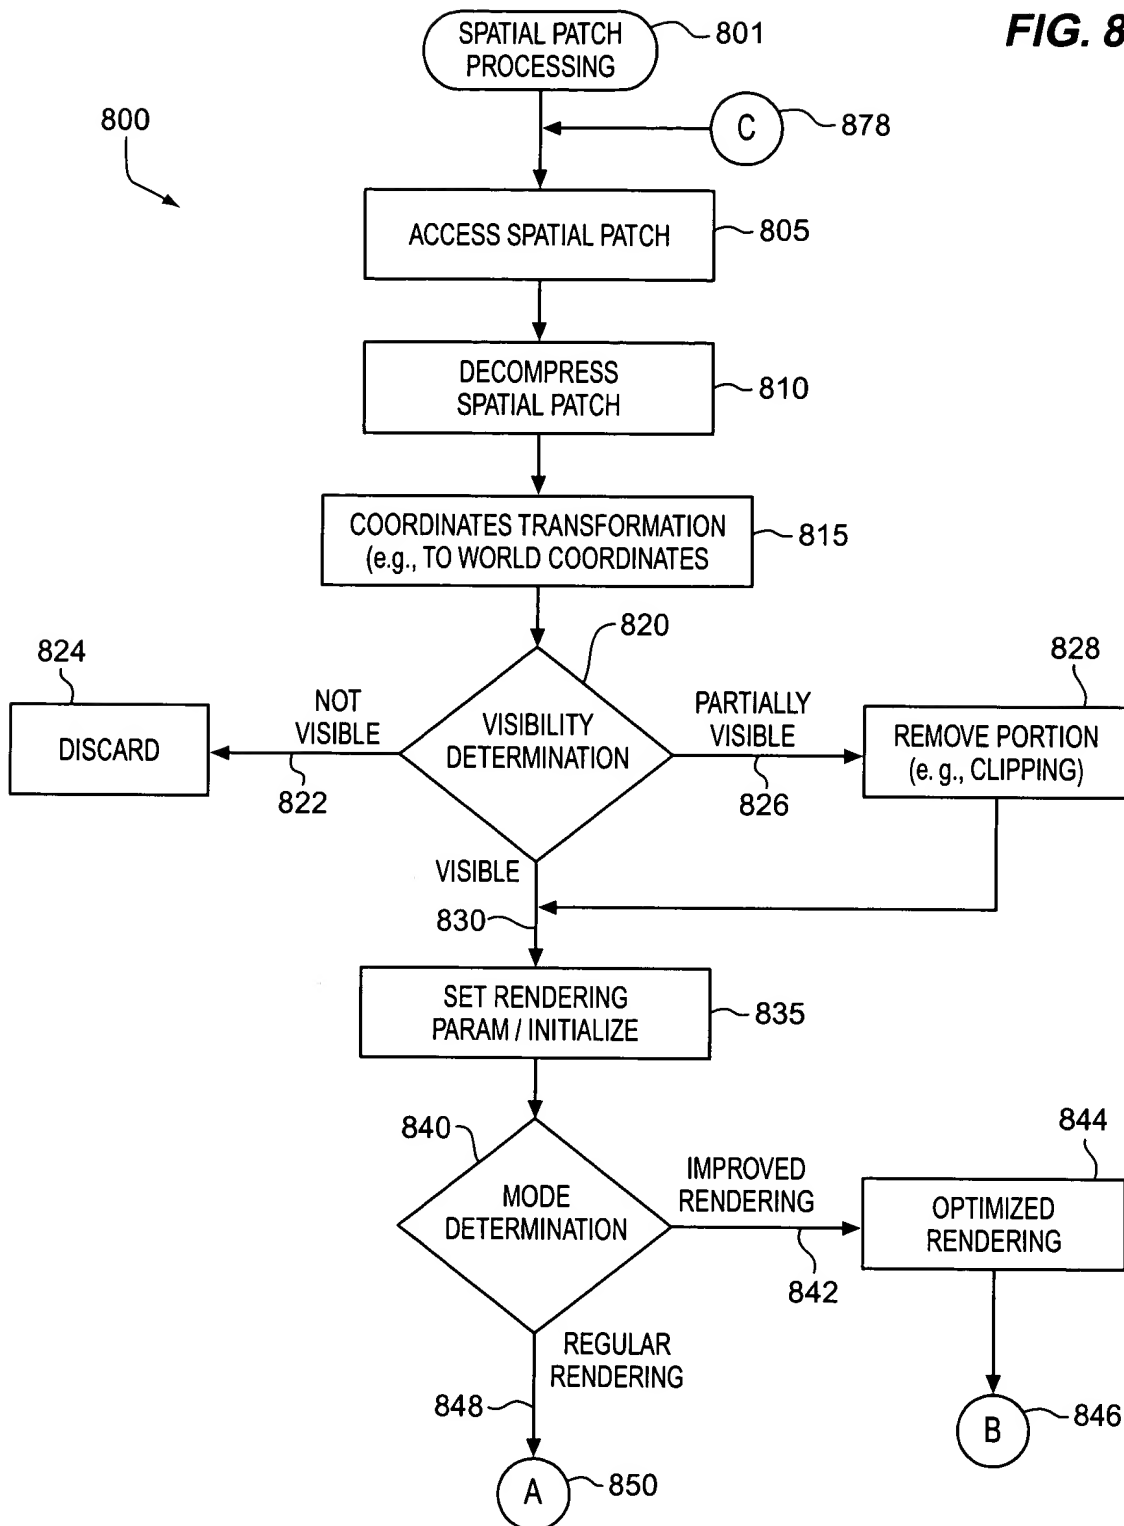 FIG. 8
SPATIAL PATCH
PROCESSING
801
800
C
878
ACCESS SPATIAL PATCH
805
DECOMPRESS
SPATIAL PATCH
810
COORDINATES TRANSFORMATION
(e.g., TO WORLD COORDINATES
815
820
824
828
NOT
VISIBLE
PARTIALLY
VISIBLE
DISCARD
VISIBILITY
DETERMINATION
REMOVE PORTION
(e. g., CLIPPING)
822
826
VISIBLE
830
SET RENDERING
PARAM / INITIALIZE
835
840
844
IMPROVED
RENDERING
MODE
DETERMINATION
OPTIMIZED
RENDERING
842
REGULAR
RENDERING
848
B
846
A
850